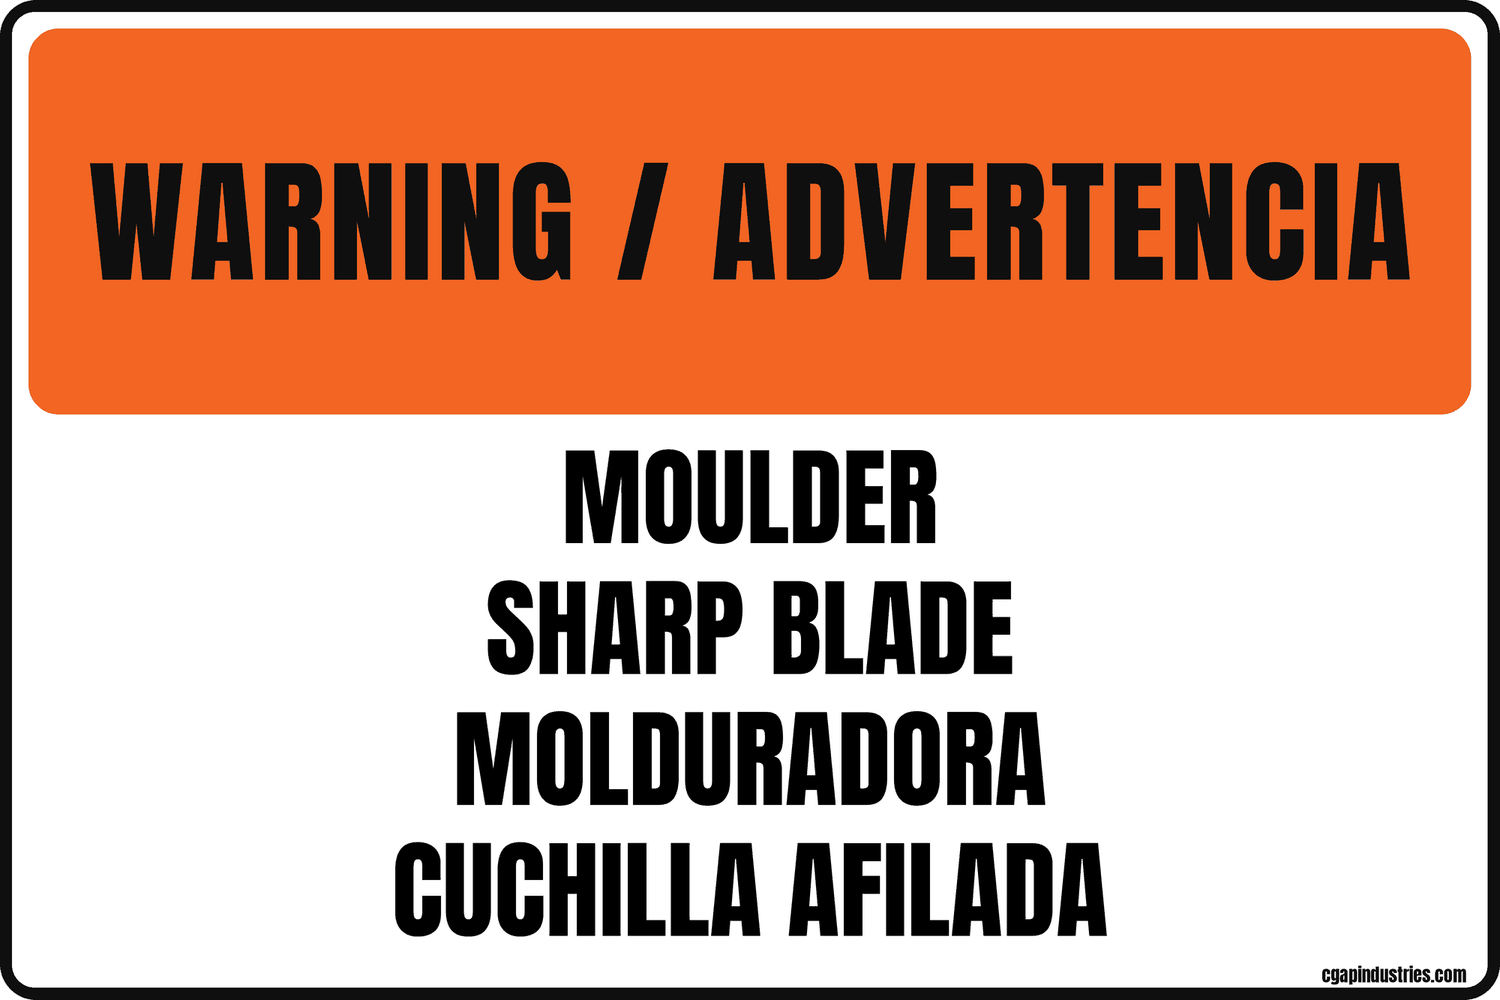 WARNING / ADVERTENCIA
MOULDER
SHARP BLADE
MOLDURADORA
CUCHILLA AFILADA
cgapindustries.com